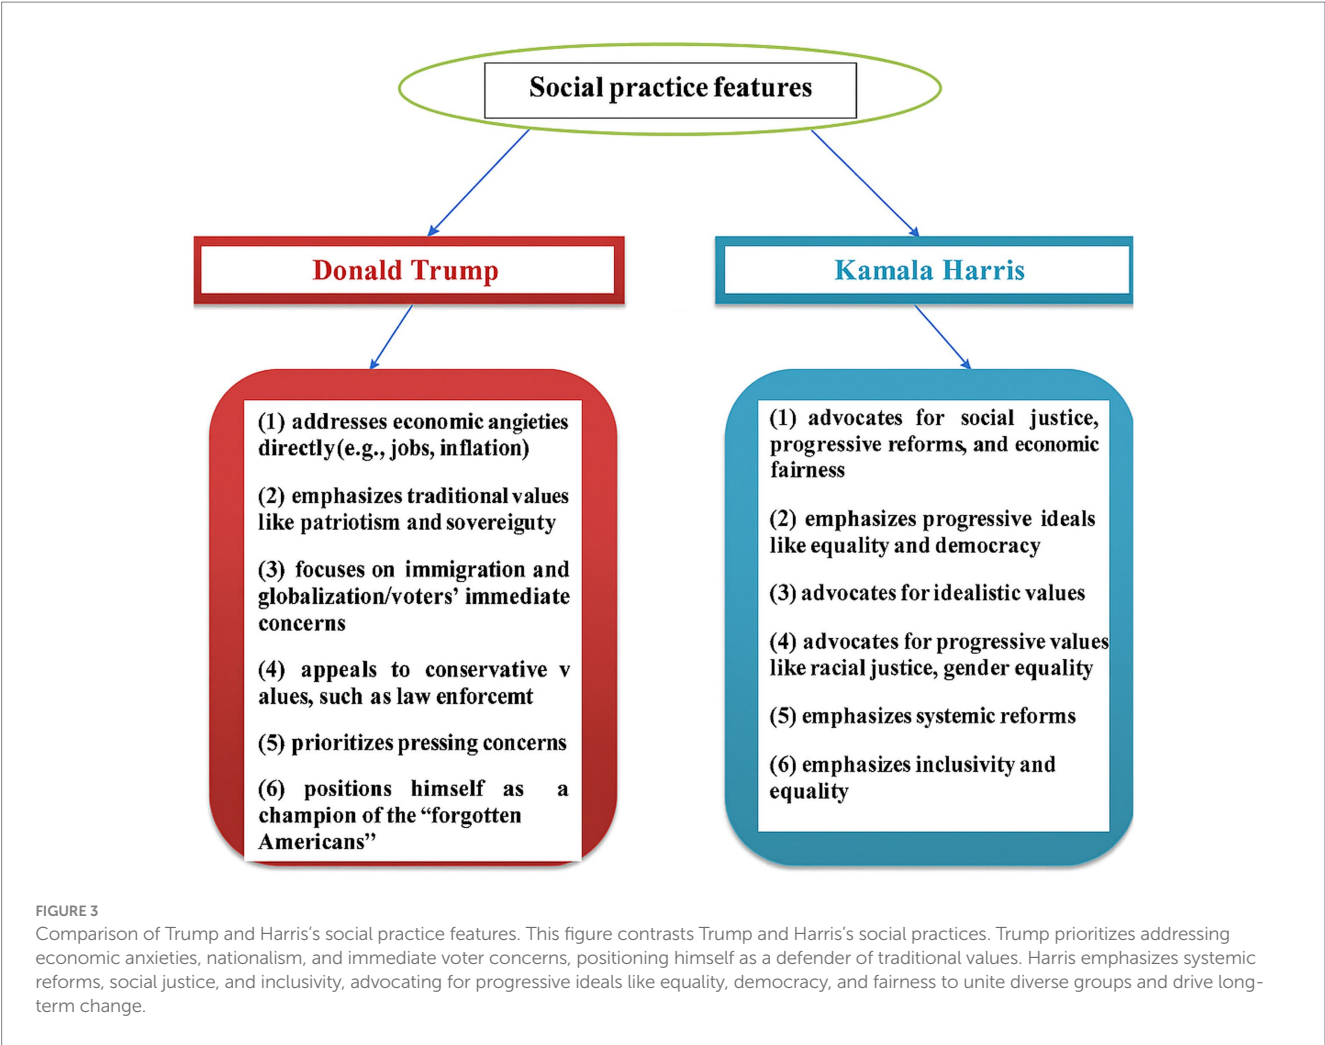 Social practice features
Donald Trump
Kamala Harris
(1) addresses economic angieties
directly(e.g., jobs, inflation)
(2) emphasizes traditional values
like patriotism and sovereiguty
(3) focuses on immigration and
globalization/voters’ immediate
concerns
(4) appeals to conservative v
alues, such as law enforcemt
(5) prioritizes pressing concerns
(6) positions himself as a
champion of the “forgotten
Americans”
(1) advocates for social justice,
progressive reforms, and economic
fairness
(2) emphasizes progressive ideals
like equality and democracy
(3) advocates for idealistic values
(4) advocates for progressive values
like racial justice, gender equality
(5) emphasizes systemic reforms
(6) emphasizes inclusivity and
equality
FIGURE 3
Comparison of Trump and Harris’s social practice features. This figure contrasts Trump and Harris’s social practices. Trump prioritizes addressing
economic anxieties, nationalism, and immediate voter concerns, positioning himself as a defender of traditional values. Harris emphasizes systemic
reforms, social justice, and inclusivity, advocating for progressive ideals like equality, democracy, and fairness to unite diverse groups and drive long-
term change.